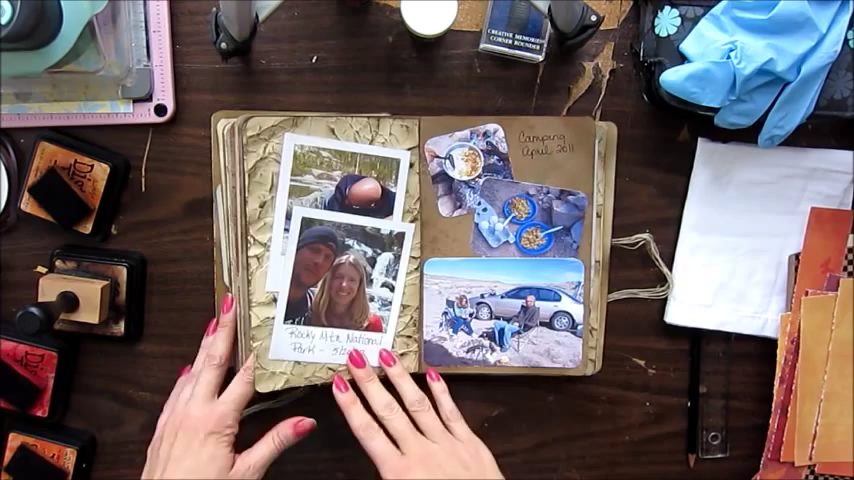 CREATIVE MEMORIES
CORNER ROUNDER
Camping
April 2011
Rocky Mtn National
Park -